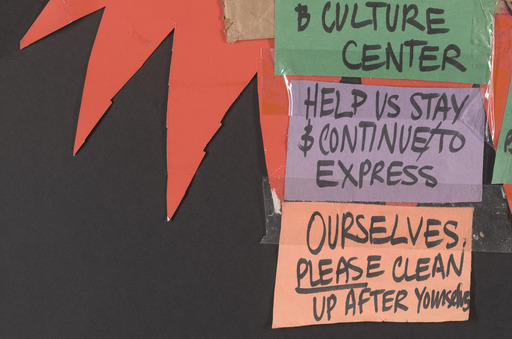 & CULTURE
CENTER
HELP US STAY
& CONTINUE TO
EXPRESS
OURSELVES.
PLEASE CLEAN
UP AFTER YOURSELVES